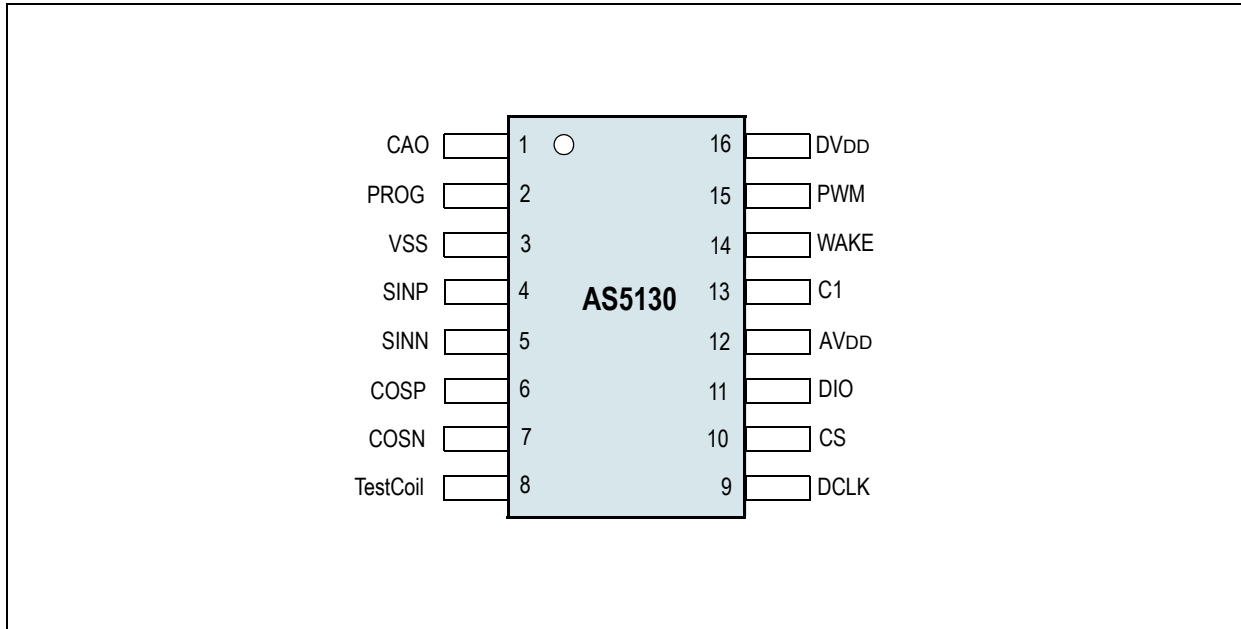 CAO 1 16 DVDD
PROG 2 15 PWM
VSS 3 14 WAKE
SINP 4 AS5130 13 C1
SINN 5 12 AVDD
COSP 6 11 DIO
COSN 7 10 CS
TestCoil 8 9 DCLK